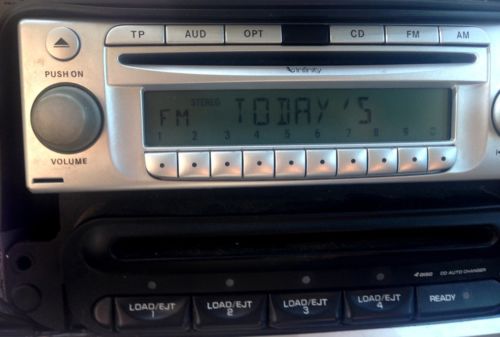 TP AUD OPT CD FM AM
PUSH ON
infinity
STEREO
FM TODAY'S
1 2 3 4 5 6 7 8 9 0
VOLUME
4 DISC CD AUTO CHANGER
LOAD/EJT 1 LOAD/EJT 2 LOAD/EJT 3 LOAD/EJT 4 READY